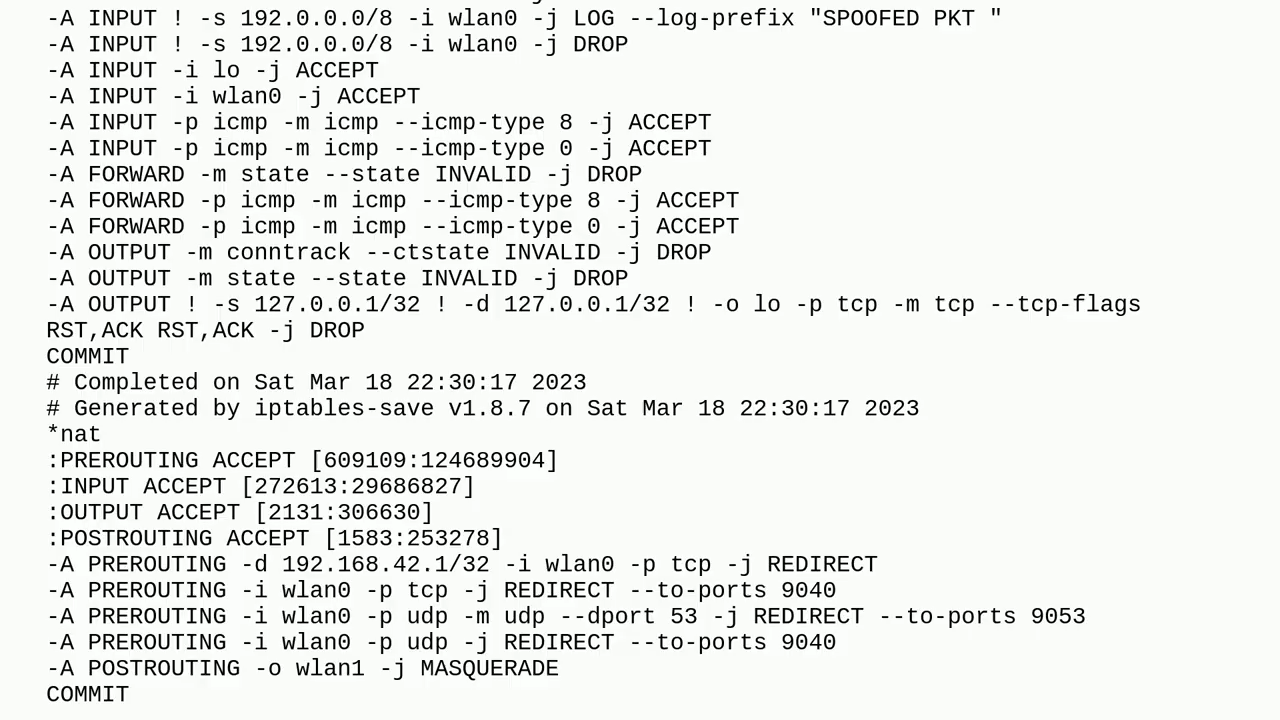 -A INPUT ! -s 192.0.0.0/8 -i wlan0 -j LOG --log-prefix "SPOOFED PKT "
-A INPUT ! -s 192.0.0.0/8 -i wlan0 -j DROP
-A INPUT -i lo -j ACCEPT
-A INPUT -i wlan0 -j ACCEPT
-A INPUT -p icmp -m icmp --icmp-type 8 -j ACCEPT
-A INPUT -p icmp -m icmp --icmp-type 0 -j ACCEPT
-A FORWARD -m state --state INVALID -j DROP
-A FORWARD -p icmp -m icmp --icmp-type 8 -j ACCEPT
-A FORWARD -p icmp -m icmp --icmp-type 0 -j ACCEPT
-A OUTPUT -m conntrack --ctstate INVALID -j DROP
-A OUTPUT -m state --state INVALID -j DROP
-A OUTPUT ! -s 127.0.0.1/32 ! -d 127.0.0.1/32 ! -o lo -p tcp -m tcp --tcp-flags
RST,ACK RST,ACK -j DROP
COMMIT
# Completed on Sat Mar 18 22:30:17 2023
# Generated by iptables-save v1.8.7 on Sat Mar 18 22:30:17 2023
*nat
:PREROUTING ACCEPT [609109:124689904]
:INPUT ACCEPT [272613:29686827]
:OUTPUT ACCEPT [2131:306630]
:POSTROUTING ACCEPT [1583:253278]
-A PREROUTING -d 192.168.42.1/32 -i wlan0 -p tcp -j REDIRECT
-A PREROUTING -i wlan0 -p tcp -j REDIRECT --to-ports 9040
-A PREROUTING -i wlan0 -p udp -m udp --dport 53 -j REDIRECT --to-ports 9053
-A PREROUTING -i wlan0 -p udp -j REDIRECT --to-ports 9040
-A POSTROUTING -o wlan1 -j MASQUERADE
COMMIT